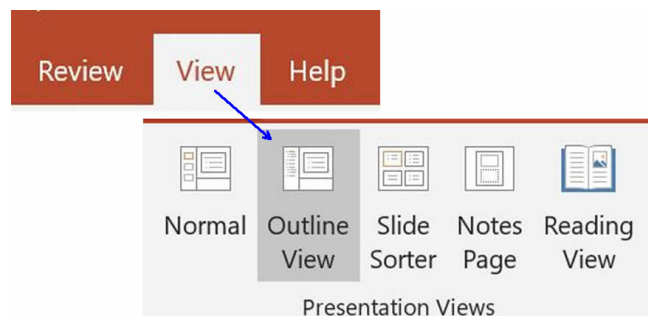 Review View Help
Normal Outline Slide Notes Reading
View Sorter Page View
Presentation Views